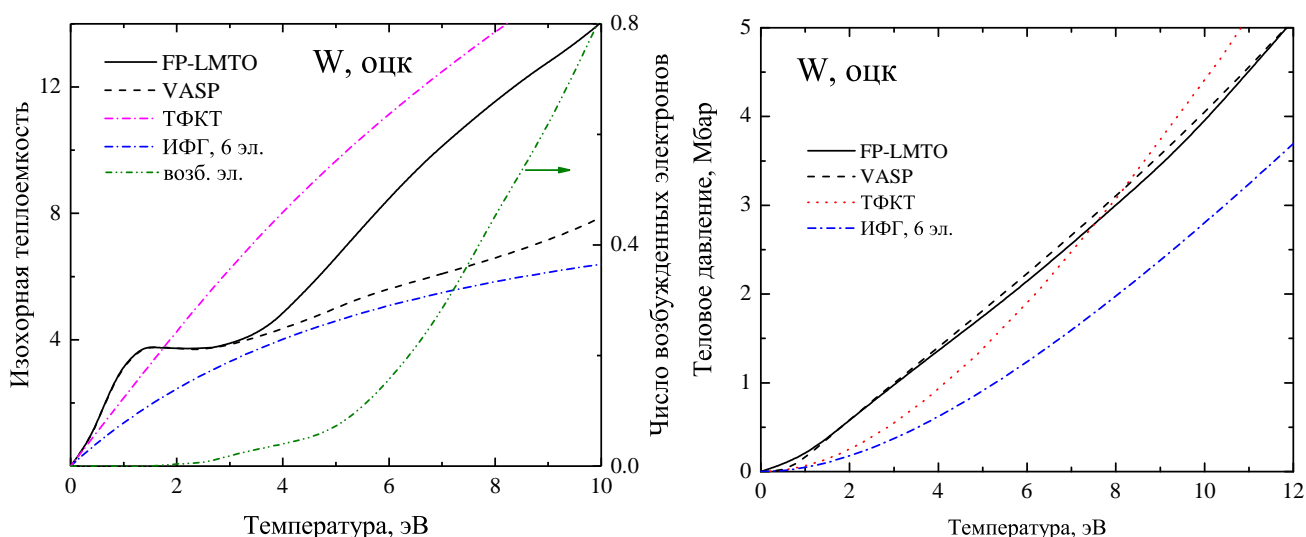 W, оцк
FP-LMTO
VASP
ТФКТ
ИФГ, 6 эл.
возб. эл.
Изохорная теплоемкость
4
8
12
0
2
4
6
8
10
Температура, эВ
0.0
0.4
0.8
Число возбужденных электронов
W, оцк
FP-LMTO
VASP
ТФКТ
ИФГ, 6 эл.
Теловое давление, Мбар
0
1
2
3
4
5
0
2
4
6
8
10
12
Температура, эВ